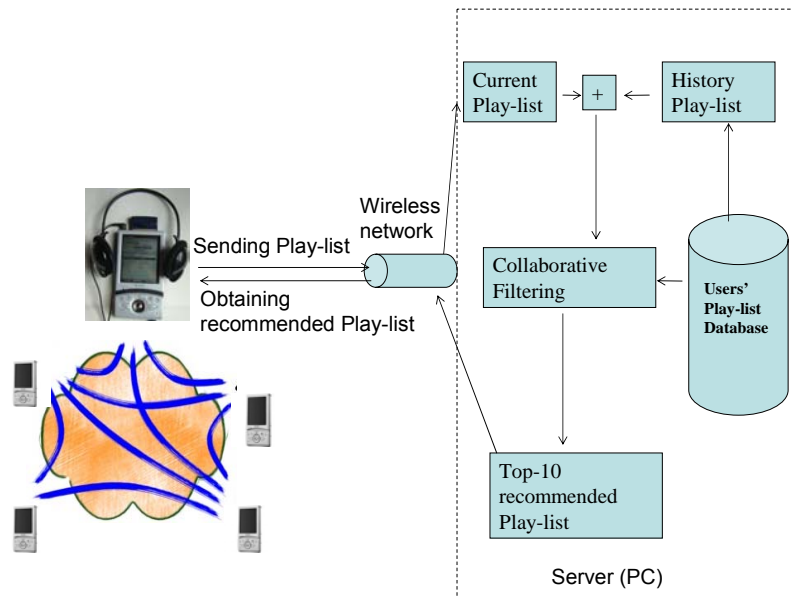 Current
Play-list
+
History
Play-list
Wireless
network
Sending Play-list
Obtaining
recommended Play-list
Collaborative
Filtering
Users'
Play-list
Database
Top-10
recommended
Play-list
Server (PC)